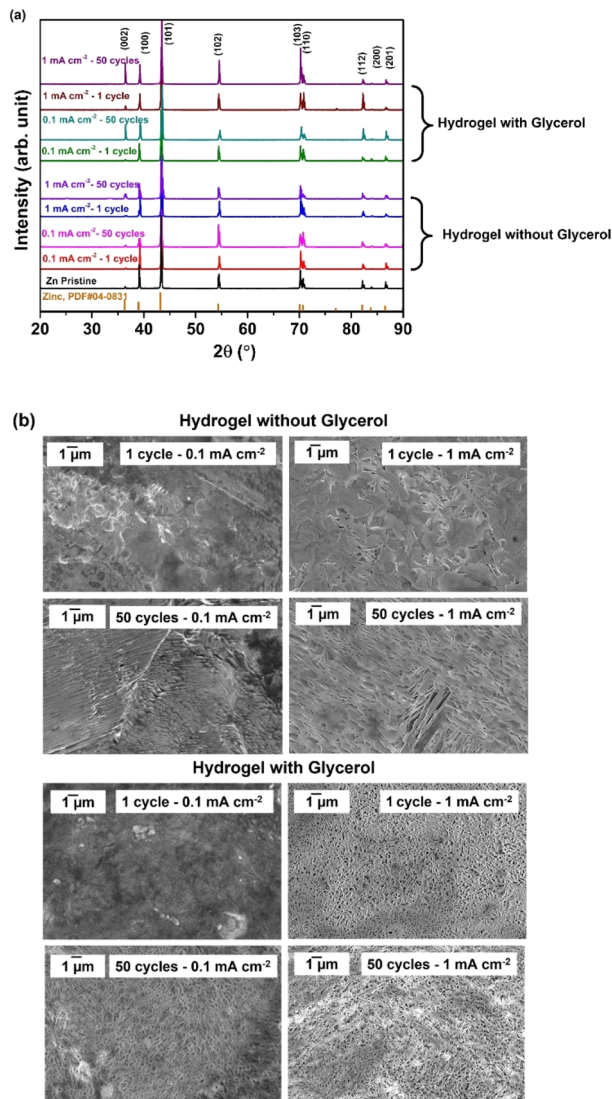 (a)
(002)
(100)
(101)
(102)
(103)
(110)
(112)
(200)
(201)
1 mA cm⁻² - 50 cycles
1 mA cm⁻² - 1 cycle
0.1 mA cm⁻² - 50 cycles
0.1 mA cm⁻² - 1 cycle
Hydrogel with Glycerol
1 mA cm⁻² - 50 cycles
1 mA cm⁻² - 1 cycle
0.1 mA cm⁻² - 50 cycles
0.1 mA cm⁻² - 1 cycle
Hydrogel without Glycerol
Zn Pristine
Zinc, PDF#04-0831
Intensity (arb. unit)
20 30 40 50 60 70 80 90
2θ (°)
(b)
Hydrogel without Glycerol
1 µm 1 cycle - 0.1 mA cm⁻²
1 µm 1 cycle - 1 mA cm⁻²
1 µm 50 cycles - 0.1 mA cm⁻²
1 µm 50 cycles - 1 mA cm⁻²
Hydrogel with Glycerol
1 µm 1 cycle - 0.1 mA cm⁻²
1 µm 1 cycle - 1 mA cm⁻²
1 µm 50 cycles - 0.1 mA cm⁻²
1 µm 50 cycles - 1 mA cm⁻²